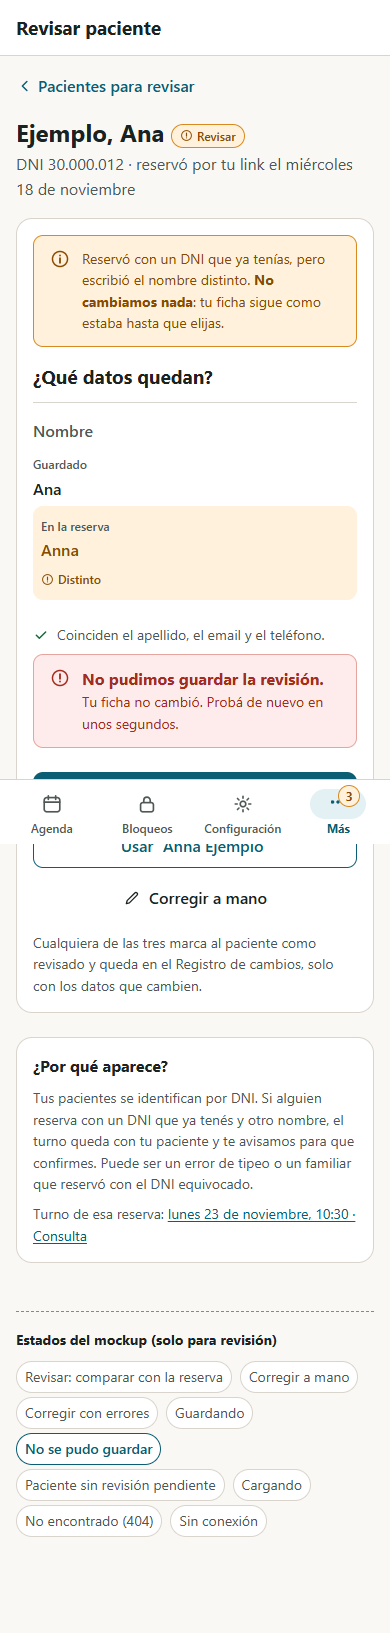 Revisar paciente
Pacientes para revisar
Ejemplo, Ana Revisar
DNI 30.000.012 · reservó por tu link el miércoles
18 de noviembre
Reservó con un DNI que ya tenías, pero
escribió el nombre distinto. No
cambiamos nada: tu ficha sigue como
estaba hasta que elijas.
¿Qué datos quedan?
Nombre
Guardado
Ana
En la reserva
Anna
Distinto
Coinciden el apellido, el email y el teléfono.
No pudimos guardar la revisión.
Tu ficha no cambió. Probá de nuevo en
unos segundos.
3
Agenda Bloqueos Configuración Más
Usar "Anna Ejemplo"
Corregir a mano
Cualquiera de las tres marca al paciente como
revisado y queda en el Registro de cambios, solo
con los datos que cambien.
¿Por qué aparece?
Tus pacientes se identifican por DNI. Si alguien
reserva con un DNI que ya tenés y otro nombre, el
turno queda con tu paciente y te avisamos para que
confirmes. Puede ser un error de tipeo o un familiar
que reservó con el DNI equivocado.
Turno de esa reserva: lunes 23 de noviembre, 10:30 ·
Consulta
Estados del mockup (solo para revisión)
Revisar: comparar con la reserva Corregir a mano
Corregir con errores Guardando
No se pudo guardar
Paciente sin revisión pendiente Cargando
No encontrado (404) Sin conexión